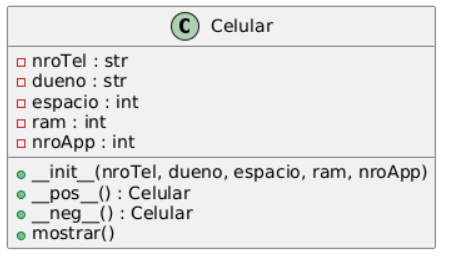 C Celular
nroTel : str
dueno : str
espacio : int
ram : int
nroApp : int
__init__(nroTel, dueno, espacio, ram, nroApp)
__pos__() : Celular
__neg__() : Celular
mostrar()